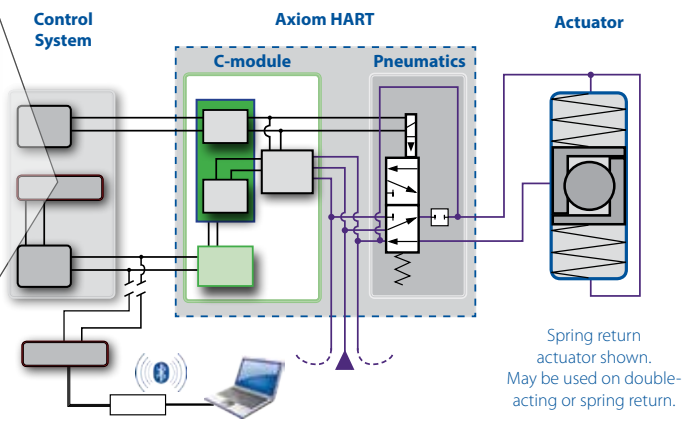 Control
System
Axiom HART
Actuator
C-module
Pneumatics
Spring return
actuator shown.
May be used on double-
acting or spring return.